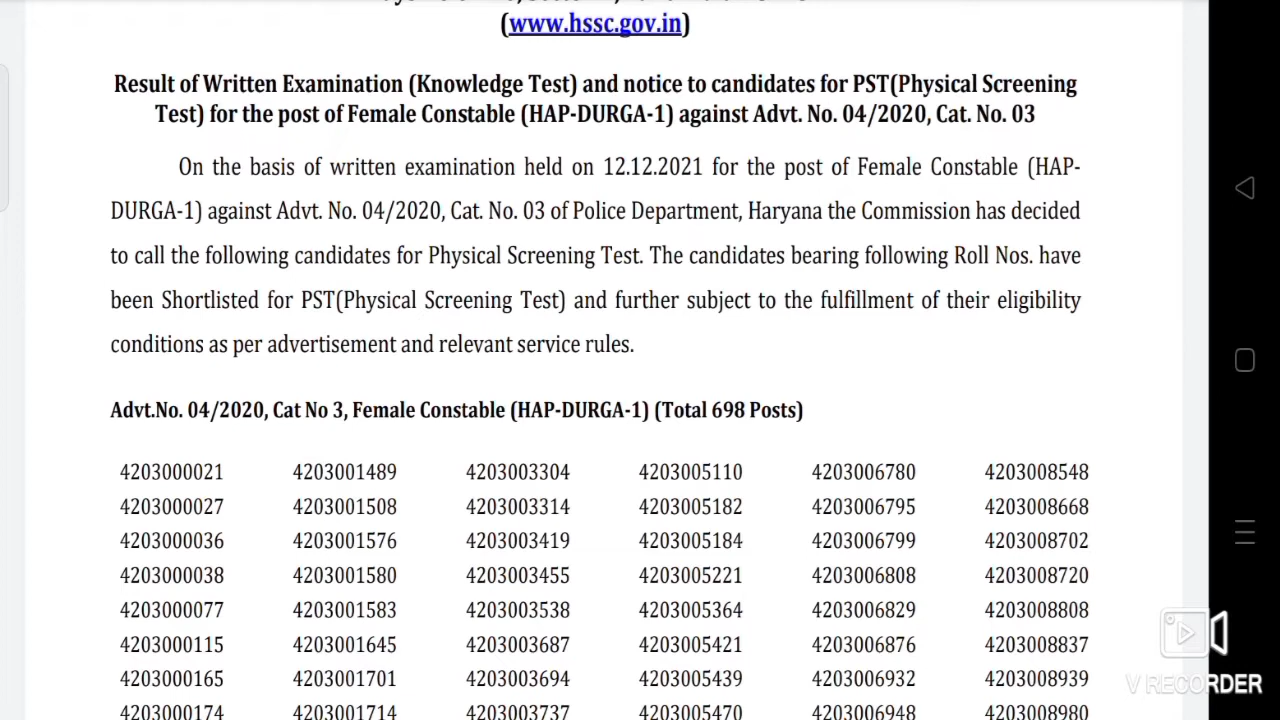 (www.hssc.gov.in)
Result of Written Examination (Knowledge Test) and notice to candidates for PST(Physical Screening
Test) for the post of Female Constable (HAP-DURGA-1) against Advt. No. 04/2020, Cat. No. 03
On the basis of written examination held on 12.12.2021 for the post of Female Constable (HAP-
DURGA-1) against Advt. No. 04/2020, Cat. No. 03 of Police Department, Haryana the Commission has decided
to call the following candidates for Physical Screening Test. The candidates bearing following Roll Nos. have
been Shortlisted for PST(Physical Screening Test) and further subject to the fulfillment of their eligibility
conditions as per advertisement and relevant service rules.
Advt.No. 04/2020, Cat No 3, Female Constable (HAP-DURGA-1) (Total 698 Posts)
4203000021 4203001489 4203003304 4203005110 4203006780 4203008548
4203000027 4203001508 4203003314 4203005182 4203006795 4203008668
4203000036 4203001576 4203003419 4203005184 4203006799 4203008702
4203000038 4203001580 4203003455 4203005221 4203006808 4203008720
4203000077 4203001583 4203003538 4203005364 4203006829 4203008808
4203000115 4203001645 4203003687 4203005421 4203006876 4203008837
4203000165 4203001701 4203003694 4203005439 4203006932 4203008939
4203000174 4203001714 4203003737 4203005470 4203006948 4203008980
V RECORDER